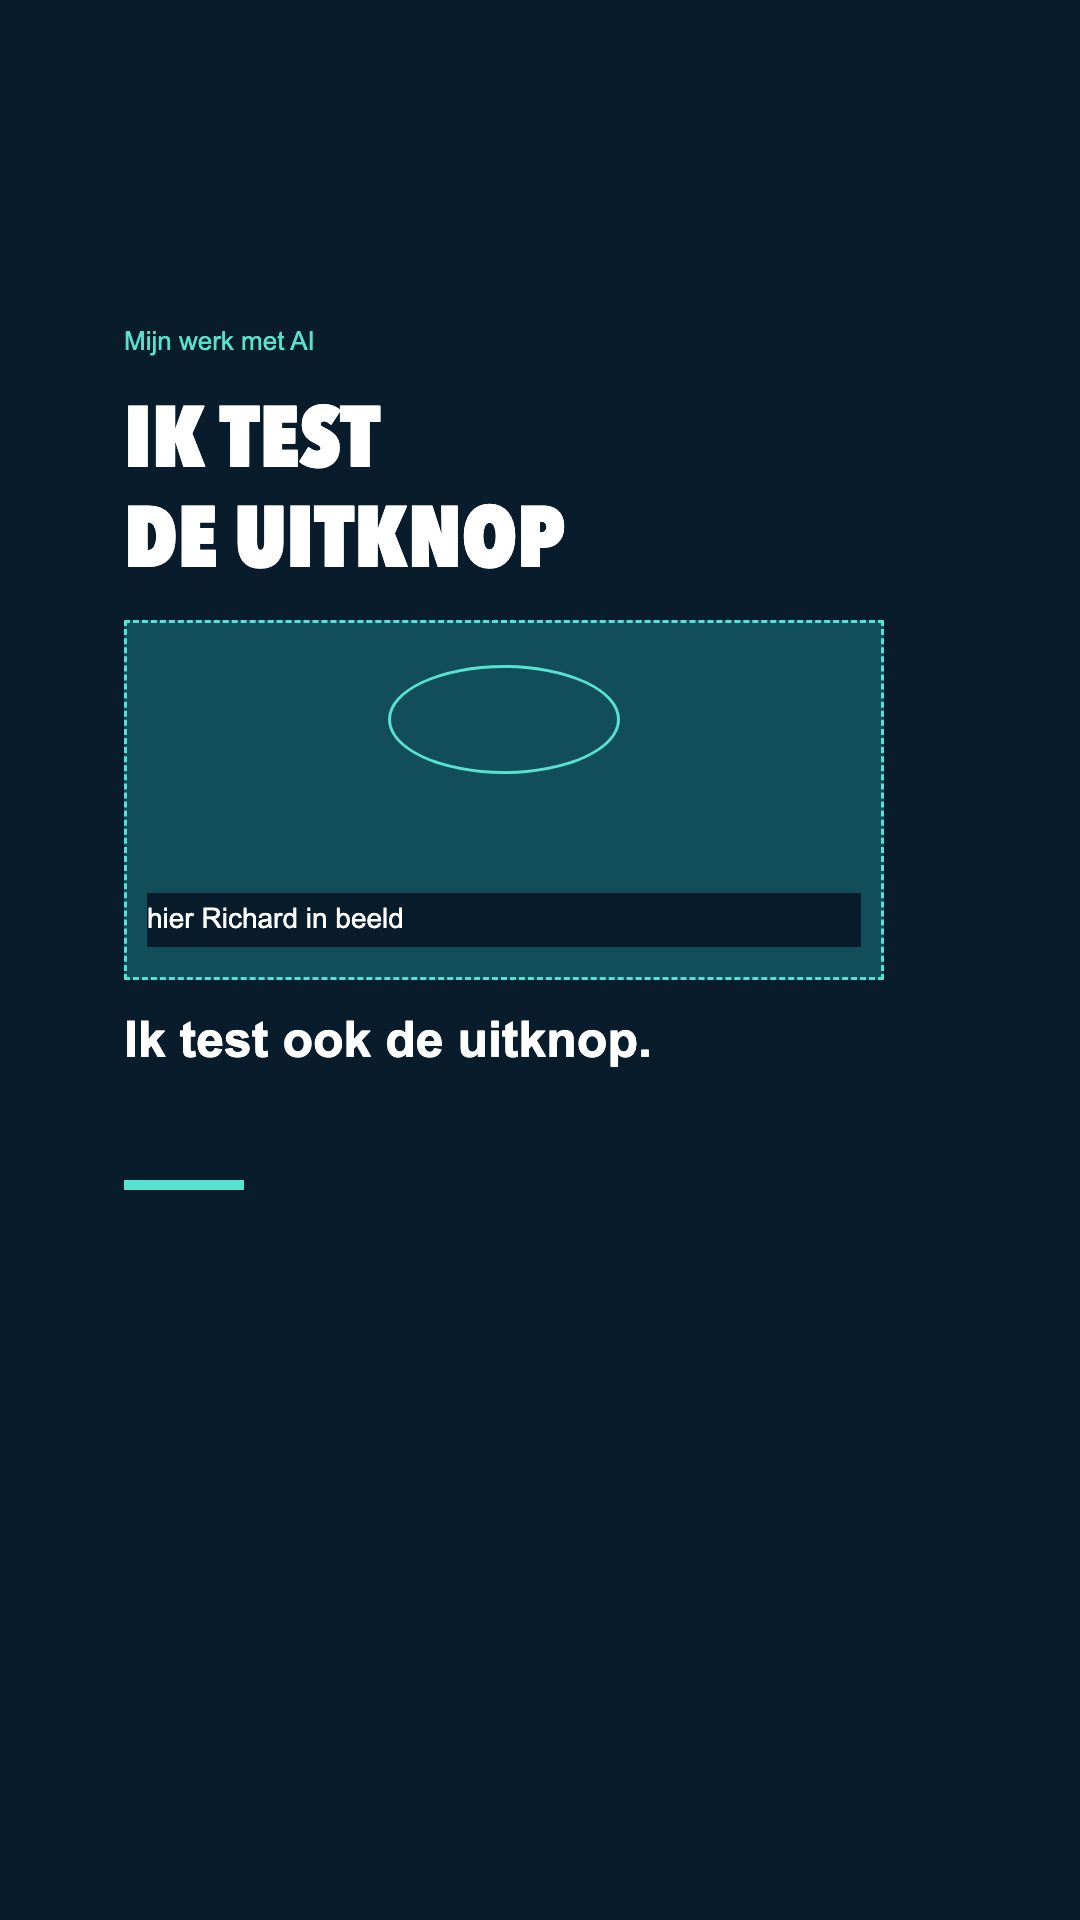 Mijn werk met AI
IK TEST
DE UITKNOP
hier Richard in beeld
Ik test ook de uitknop.